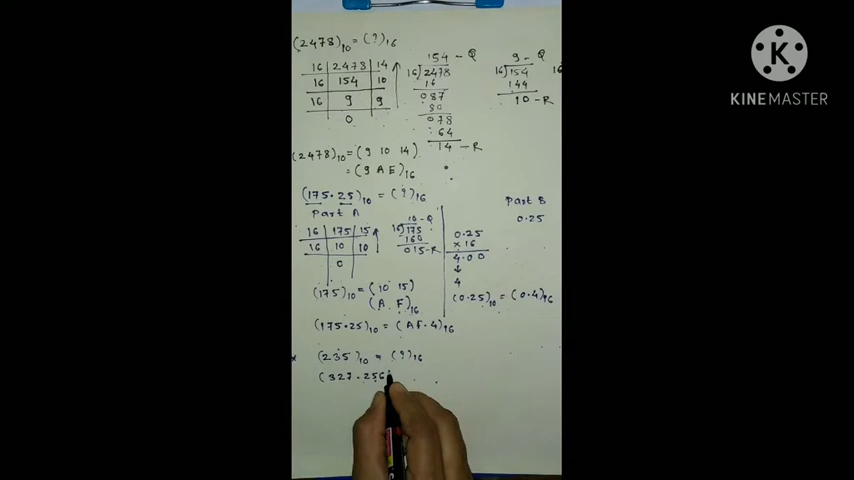 (2478)10 = (?)16
16 2478 14
16 154 10
16 9 9
0
154 - Q
16)2478
16
087
80
078
64
14 - R
9 - Q
16)154
144
10 - R
16
(2478)10 = (9 10 14)
= (9 A E)16
(175.25)10 = (?)16
Part A
16 175 15
16 10 10
0
10 - Q
16)175
160
015 - R
(175)10 = (10 15)
(A F)16
Part B
0.25
0.25
×16
4.00
↓
4
(0.25)10 = (0.4)16
(175.25)10 = (AF.4)16
* (235)10 = (?)16
(327.256
K
KINEMASTER